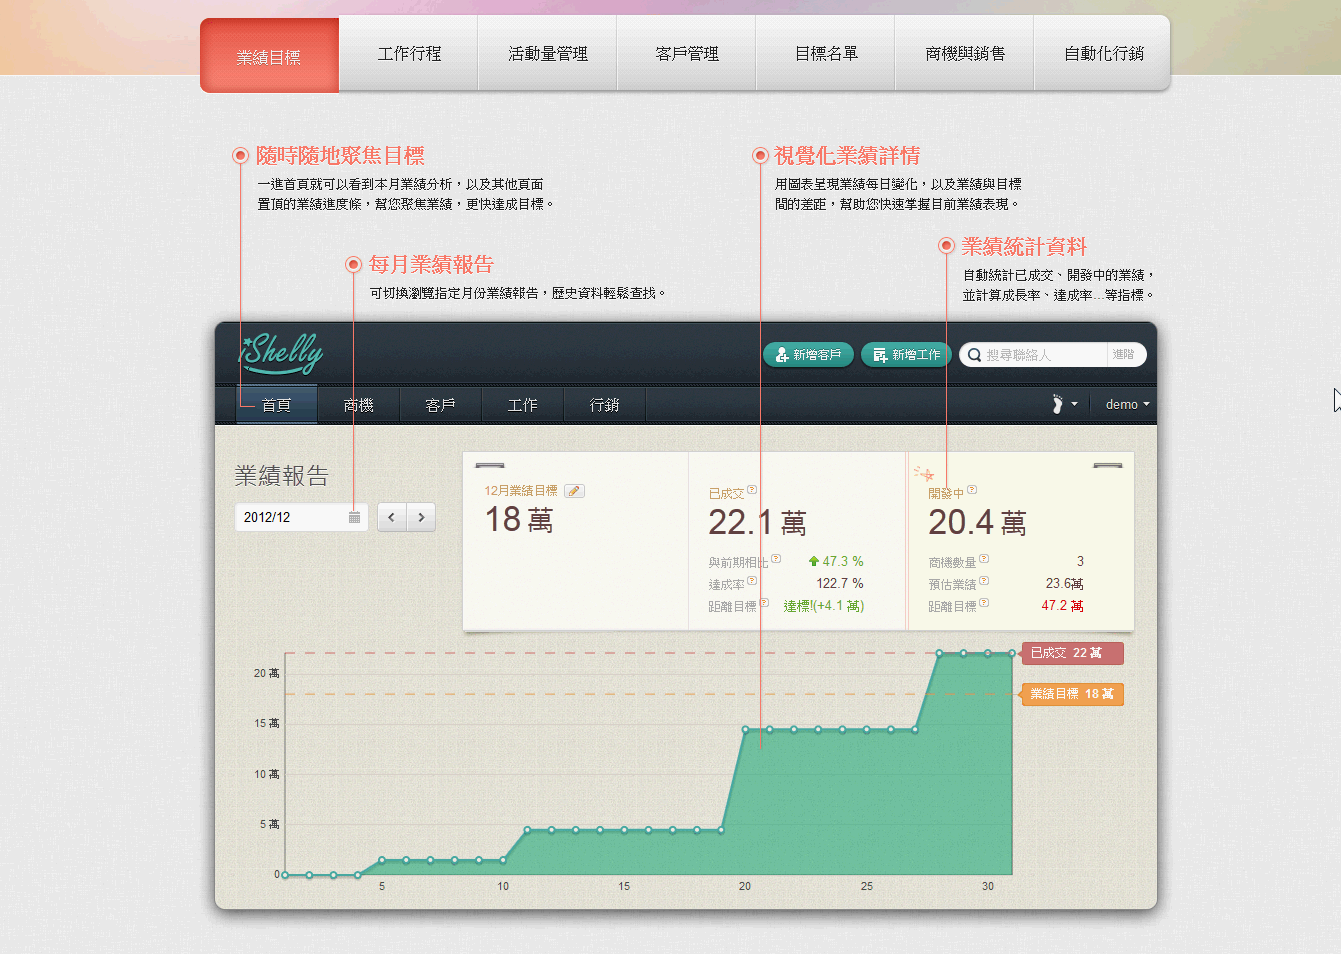 業績目標
工作行程
活動量管理
客戶管理
目標名單
商機與銷售
自動化行銷
隨時隨地聚焦目標
一進首頁就可以看到本月業績分析，以及其他頁面
置頂的業績進度條，幫您聚焦業績，更快達成目標。
視覺化業績詳情
用圖表呈現業績每日變化，以及業績與目標
間的差距，幫助您快速掌握目前業績表現。
每月業績報告
可切換瀏覽指定月份業績報告，歷史資料輕鬆查找。
業績統計資料
自動統計已成交、開發中的業績，
並計算成長率、達成率...等指標。
iShelly
新增客戶
新增工作
搜尋聯絡人
進階
首頁
商機
客戶
工作
行銷
demo
業績報告
2012/12
12月業績目標
18 萬
已成交
22.1 萬
與前期相比 47.3 %
達成率 122.7 %
距離目標 達標!(+4.1 萬)
開發中
20.4 萬
商機數量 3
預估業績 23.6萬
距離目標 47.2 萬
已成交 22 萬
業績目標 18 萬
20 萬
15 萬
10 萬
5 萬
0
5 10 15 20 25 30